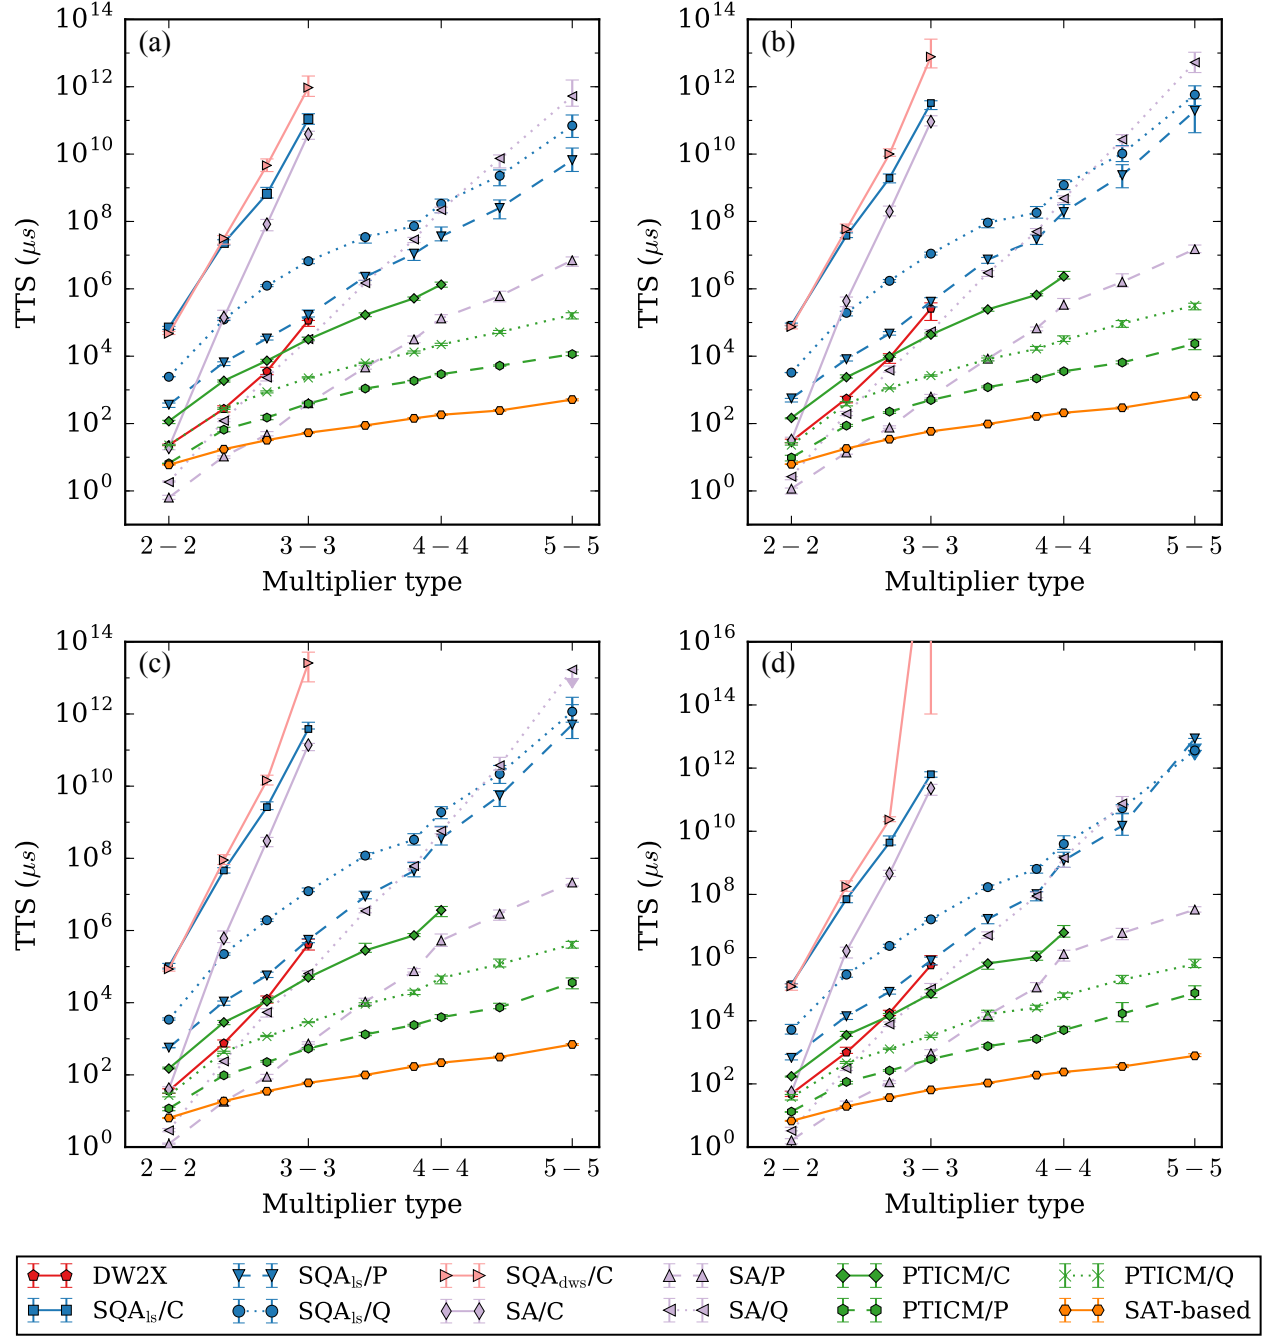 (a)
10^14
10^12
10^10
10^8
10^6
10^4
10^2
10^0
TTS (μs)
2−2 3−3 4−4 5−5
Multiplier type
(b)
10^14
10^12
10^10
10^8
10^6
10^4
10^2
10^0
TTS (μs)
2−2 3−3 4−4 5−5
Multiplier type
(c)
10^14
10^12
10^10
10^8
10^6
10^4
10^2
10^0
TTS (μs)
2−2 3−3 4−4 5−5
Multiplier type
(d)
10^16
10^14
10^12
10^10
10^8
10^6
10^4
10^2
10^0
TTS (μs)
2−2 3−3 4−4 5−5
Multiplier type
DW2X SQA_ls/P SQA_dws/C SA/P PTICM/C PTICM/Q
SQA_ls/C SQA_ls/Q SA/C SA/Q PTICM/P SAT-based